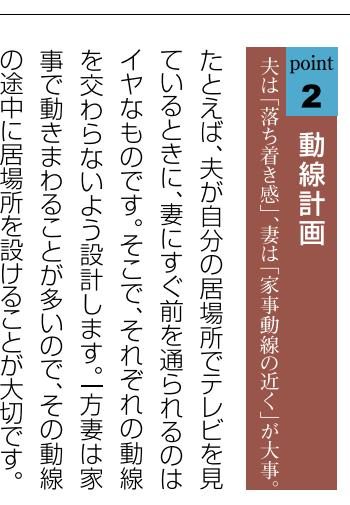 point
2
動線計画
夫は「落ち着き感」、妻は「家事動線の近く」が大事。
たとえば、夫が自分の居場所でテレビを見
ているときに、妻にすぐ前を通られるのは
イヤなものです。そこで、それぞれの動線
を交わらないよう設計します。一方妻は家
事で動きまわることが多いので、その動線
の途中に居場所を設けることが大切です。